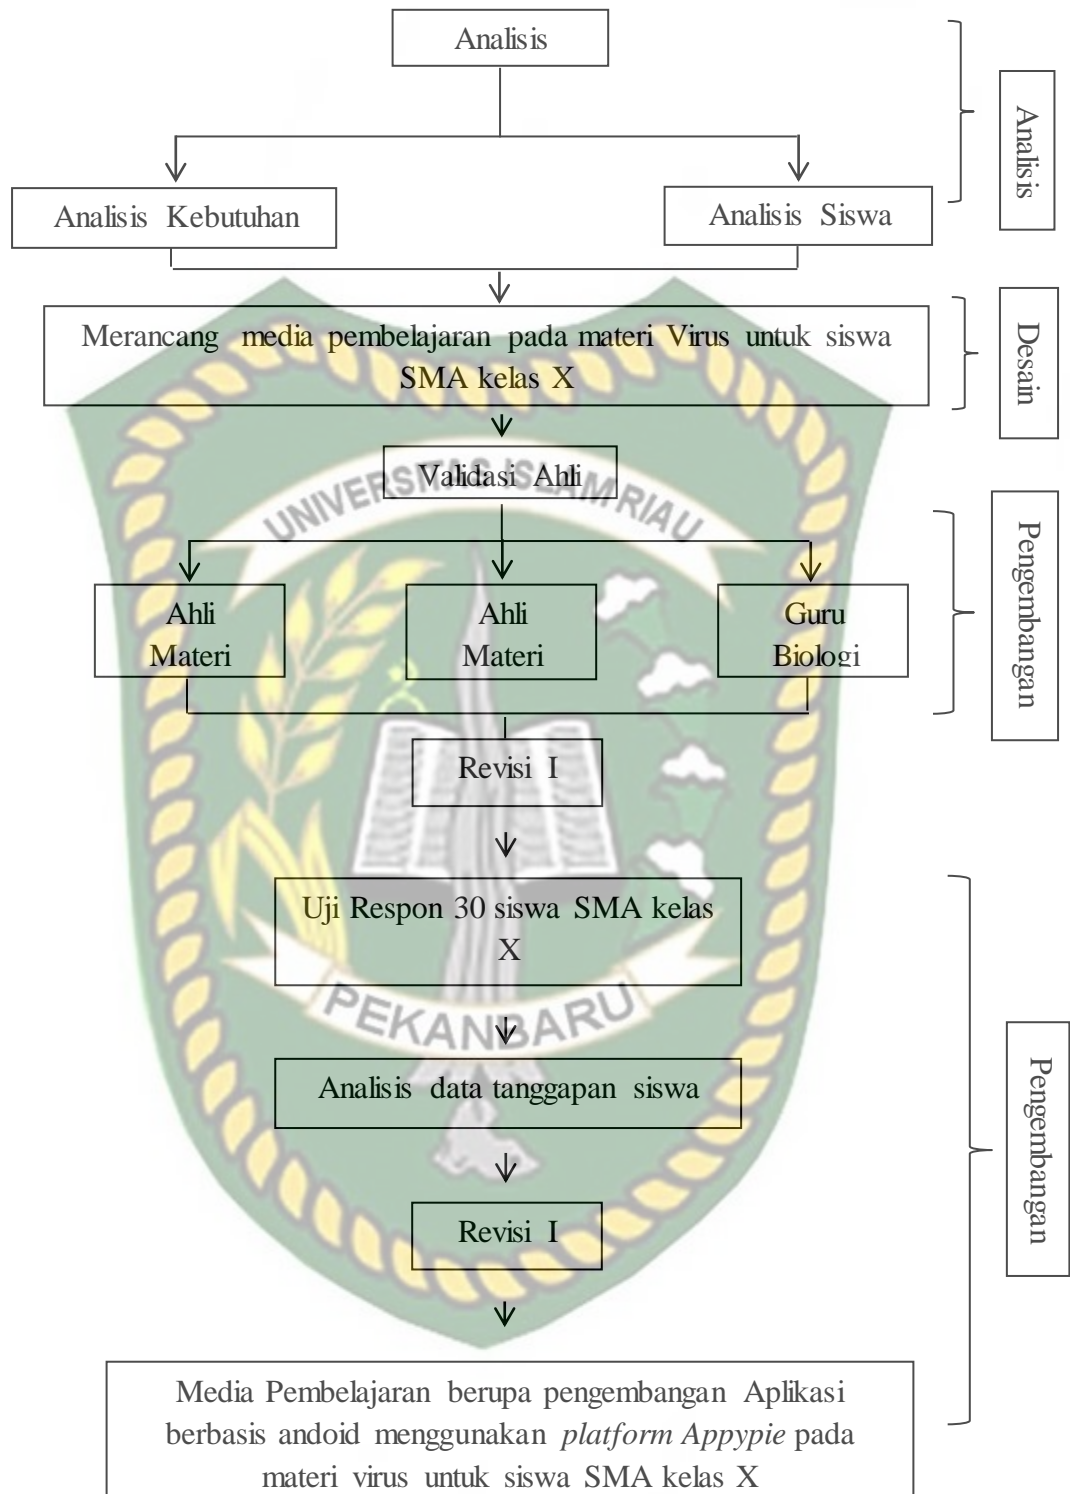 Analisis
Analisis
Analisis Kebutuhan
Analisis Siswa
Merancang media pembelajaran pada materi Virus untuk siswa
SMA kelas X
Desain
Validasi Ahli
UNIVERSITAS ISLAM RIAU
Pengembangan
Ahli
Materi
Ahli
Materi
Guru
Biologi
Revisi I
Uji Respon 30 siswa SMA kelas
X
PEKANBARU
Analisis data tanggapan siswa
Pengembangan
Revisi I
Media Pembelajaran berupa pengembangan Aplikasi
berbasis andoid menggunakan platform Appypie pada
materi virus untuk siswa SMA kelas X